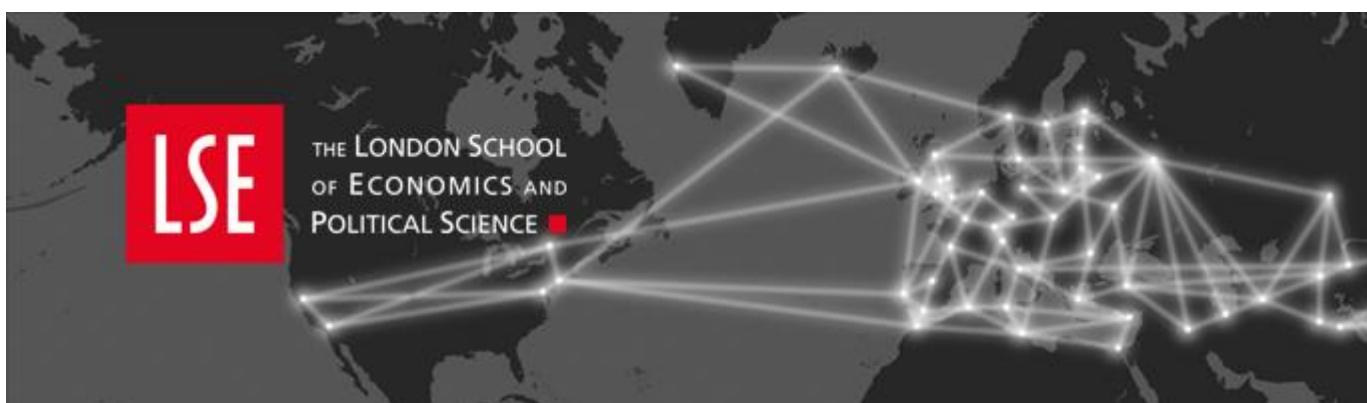 LSE
THE LONDON SCHOOL
OF ECONOMICS AND
POLITICAL SCIENCE